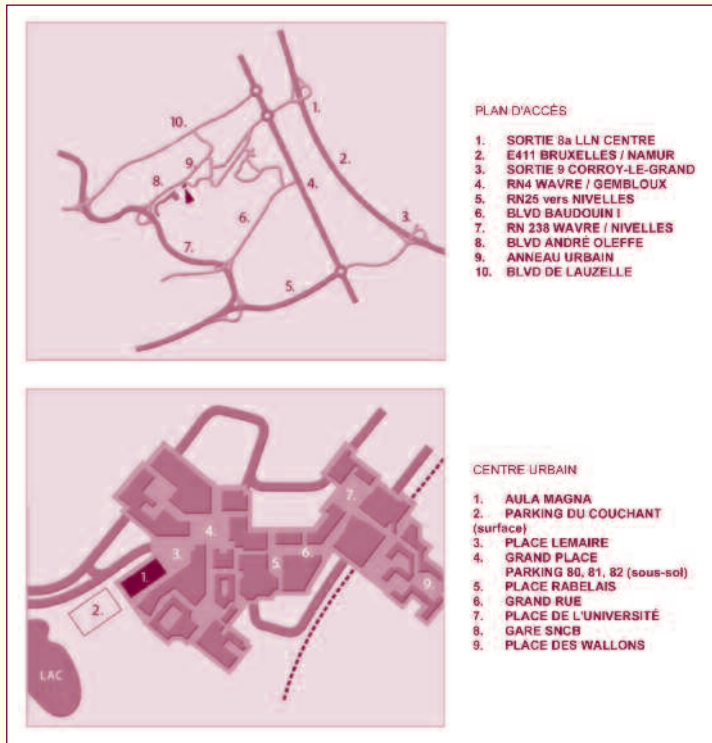 1.
10.
2.
9.
8.
4.
6.
3.
7.
5.
PLAN D'ACCÈS
1. SORTIE 8a LLN CENTRE
2. E411 BRUXELLES / NAMUR
3. SORTIE 9 CORROY-LE-GRAND
4. RN4 WAVRE / GEMBLOUX
5. RN25 vers NIVELLES
6. BLVD BAUDOUIN I
7. RN 238 WAVRE / NIVELLES
8. BLVD ANDRÉ OLEFFE
9. ANNEAU URBAIN
10. BLVD DE LAUZELLE
7.
4.
3.
6.
5.
1.
9
2.
LAC
CENTRE URBAIN
1. AULA MAGNA
2. PARKING DU COUCHANT
(surface)
3. PLACE LEMAIRE
4. GRAND PLACE
PARKING 80, 81, 82 (sous-sol)
5. PLACE RABELAIS
6. GRAND RUE
7. PLACE DE L'UNIVERSITÉ
8. GARE SNCB
9. PLACE DES WALLONS